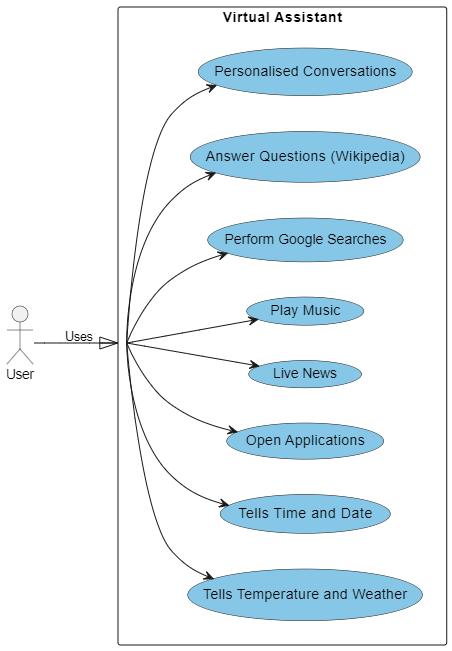 Virtual Assistant
Personalised Conversations
Answer Questions (Wikipedia)
Perform Google Searches
Play Music
Uses
User
Live News
Open Applications
Tells Time and Date
Tells Temperature and Weather